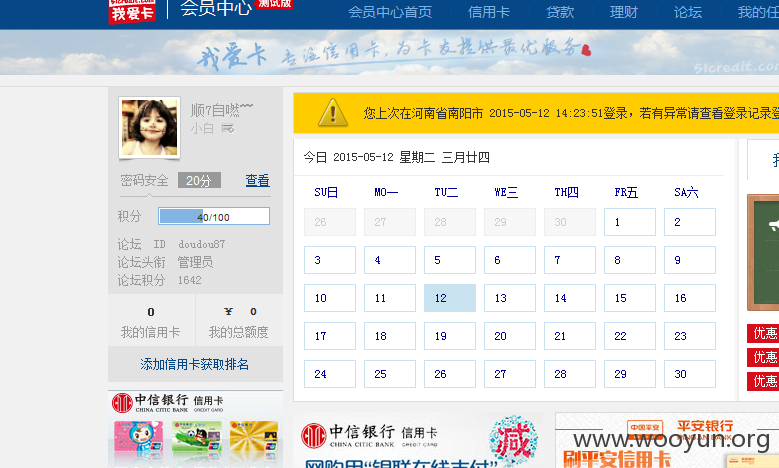 我爱卡
会员中心
测试版
会员中心首页 信用卡 贷款 理财 论坛 我的任
我爱卡 专注信用卡,为卡友提供最优服务
51credit.com
顺7自嘫
小白
密码安全 20分 查看
积分 40/100
论坛 ID doudou87
论坛头衔 管理员
论坛积分 1642
0 ¥ 0
我的信用卡 我的总额度
添加信用卡获取排名
中信银行 信用卡
CHINA CITIC BANK CREDIT CARD
您上次在河南省南阳市 2015-05-12 14:23:51登录，若有异常请查看登录记录登
今日 2015-05-12 星期二 三月廿四
SU日 MO一 TU二 WE三 TH四 FR五 SA六
26 27 28 29 30 1 2
3 4 5 6 7 8 9
10 11 12 13 14 15 16
17 18 19 20 21 22 23
24 25 26 27 28 29 30
中信银行 信用卡
CHINA CITIC BANK CREDIT CARD
减
网购用"银联在线支付"
中国平安 平安银行
刷平安信用卡
优惠
优惠
优惠
www.wooyun.org